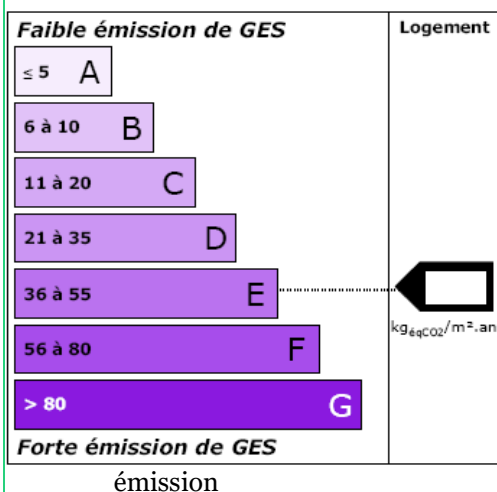 Faible émission de GES
Logement
≤ 5 A
6 à 10 B
11 à 20 C
21 à 35 D
36 à 55 E
kgéqCO2/m².an
56 à 80 F
> 80 G
Forte émission de GES
émission